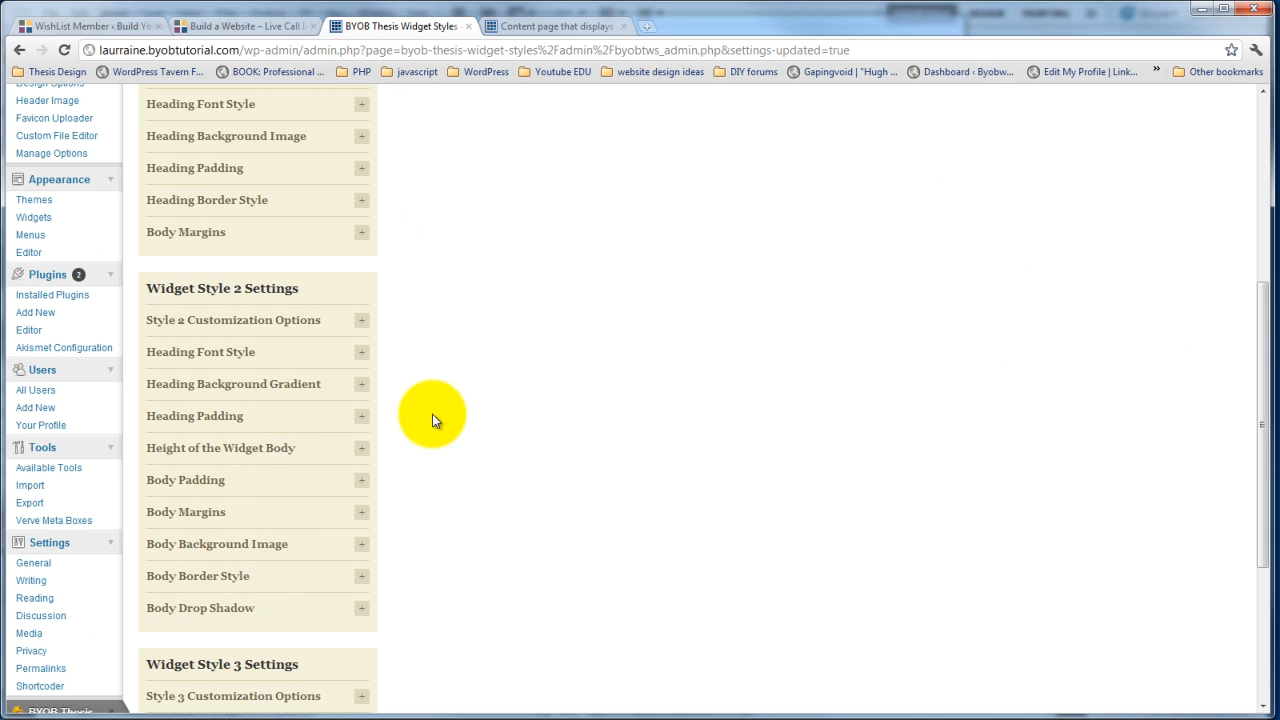 WishList Member ‹ Build Yo
Build a Website – Live Call
BYOB Thesis Widget Styles
Content page that displays
laurraine.byobtutorial.com/wp-admin/admin.php?page=byob-thesis-widget-styles%2Fadmin%2Fbyobtws_admin.php&settings-updated=true
Thesis Design
WordPress Tavern F...
BOOK: Professional ...
PHP
javascript
WordPress
Youtube EDU
website design ideas
DIY forums
Gapingvoid | "Hugh ...
Dashboard ‹ Byobw...
Edit My Profile | Link...
»
Other bookmarks
Design Options
Header Image
Favicon Uploader
Custom File Editor
Manage Options
Appearance
Themes
Widgets
Menus
Editor
Plugins 2
Installed Plugins
Add New
Editor
Akismet Configuration
Users
All Users
Add New
Your Profile
Tools
Available Tools
Import
Export
Verve Meta Boxes
Settings
General
Writing
Reading
Discussion
Media
Privacy
Permalinks
Shortcoder
BYOB Thesis
Heading Font Style +
Heading Background Image +
Heading Padding +
Heading Border Style +
Body Margins +
Widget Style 2 Settings
Style 2 Customization Options +
Heading Font Style +
Heading Background Gradient +
Heading Padding +
Height of the Widget Body +
Body Padding +
Body Margins +
Body Background Image +
Body Border Style +
Body Drop Shadow +
Widget Style 3 Settings
Style 3 Customization Options +